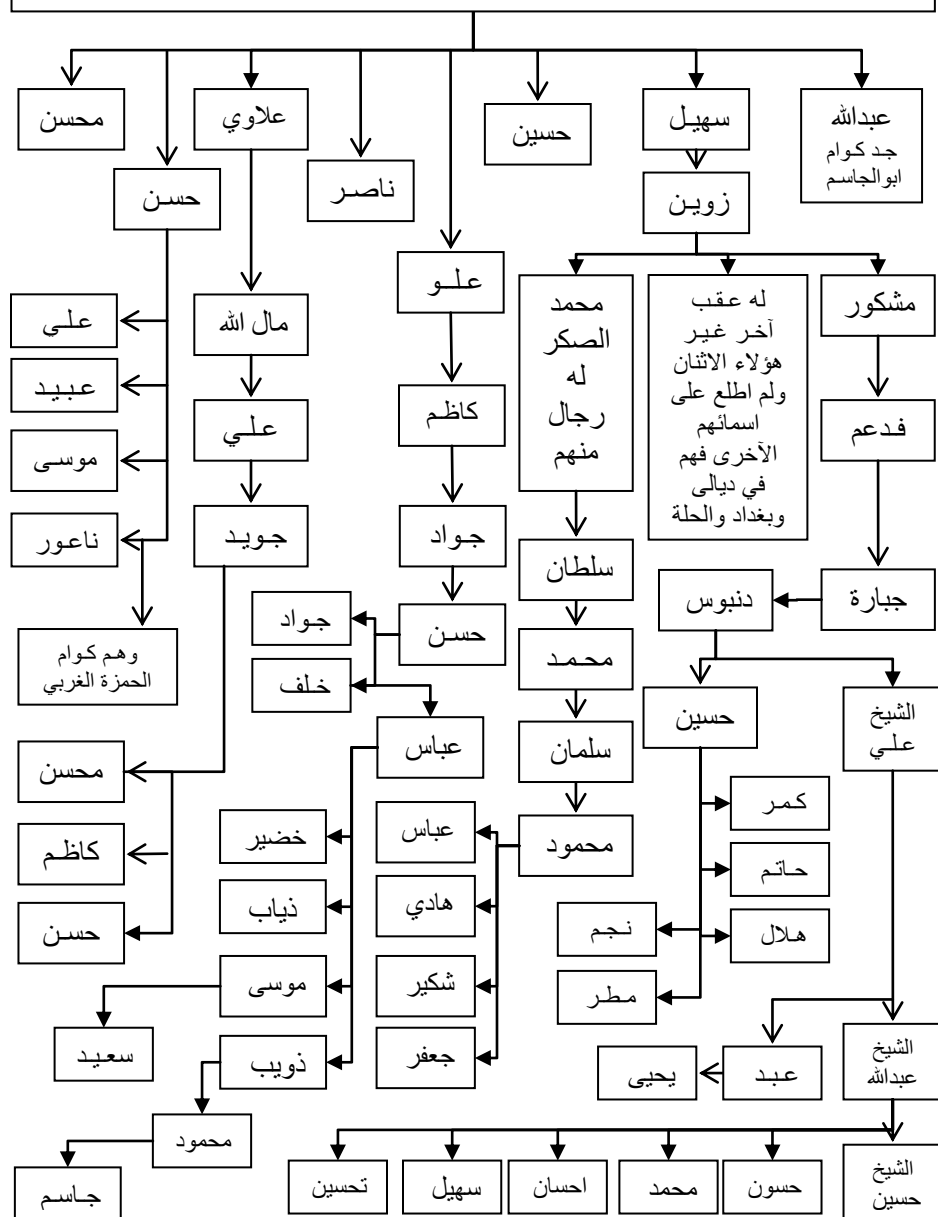 عبدالله
جد كوام
ابوالجاسم
سهيل
حسين
ناصر
علاوي
محسن
حسن
زوين
علو
مشكور
له عقب
آخر غير
هؤلاء الاثنان
ولم اطلع على
اسمائهم
الآخرى فهم
في ديالى
وبغداد والحلة
محمد
الصكر
له
رجال
منهم
مال الله
علي
فدعم
كاظم
علي
عبيد
موسى
جواد
جويد
ناعور
سلطان
جبارة
دنبوس
جواد
حسن
محمد
وهم كوام
الحمزة الغربي
خلف
الشيخ
علي
حسين
سلمان
عباس
محسن
كمر
محمود
عباس
خضير
كاظم
حاتم
هادي
ذياب
حسن
هلال
نجم
مطر
شكير
موسى
سعيد
جعفر
ذويب
الشيخ
عبدالله
عبد
يحيى
محمود
الشيخ
حسين
حسون
محمد
احسان
سهيل
تحسين
جاسم